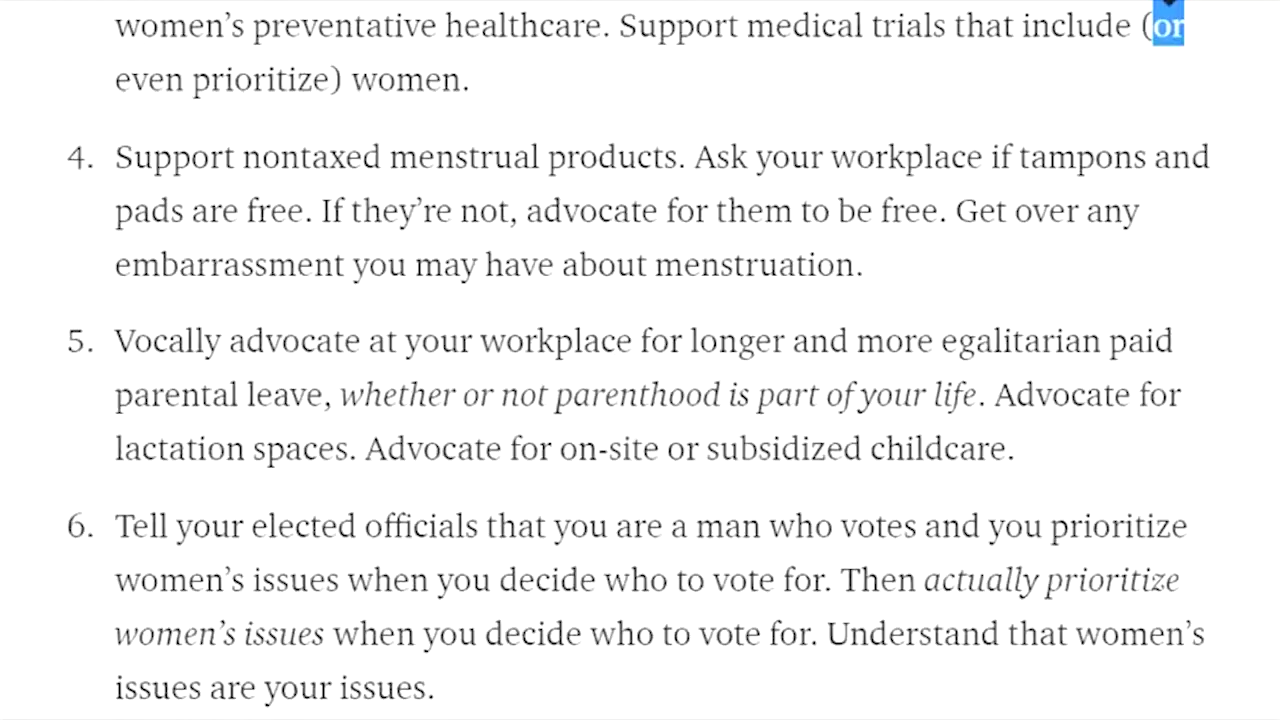 women’s preventative healthcare. Support medical trials that include (or
even prioritize) women.
4. Support nontaxed menstrual products. Ask your workplace if tampons and
pads are free. If they’re not, advocate for them to be free. Get over any
embarrassment you may have about menstruation.
5. Vocally advocate at your workplace for longer and more egalitarian paid
parental leave, whether or not parenthood is part of your life. Advocate for
lactation spaces. Advocate for on-site or subsidized childcare.
6. Tell your elected officials that you are a man who votes and you prioritize
women’s issues when you decide who to vote for. Then actually prioritize
women’s issues when you decide who to vote for. Understand that women’s
issues are your issues.